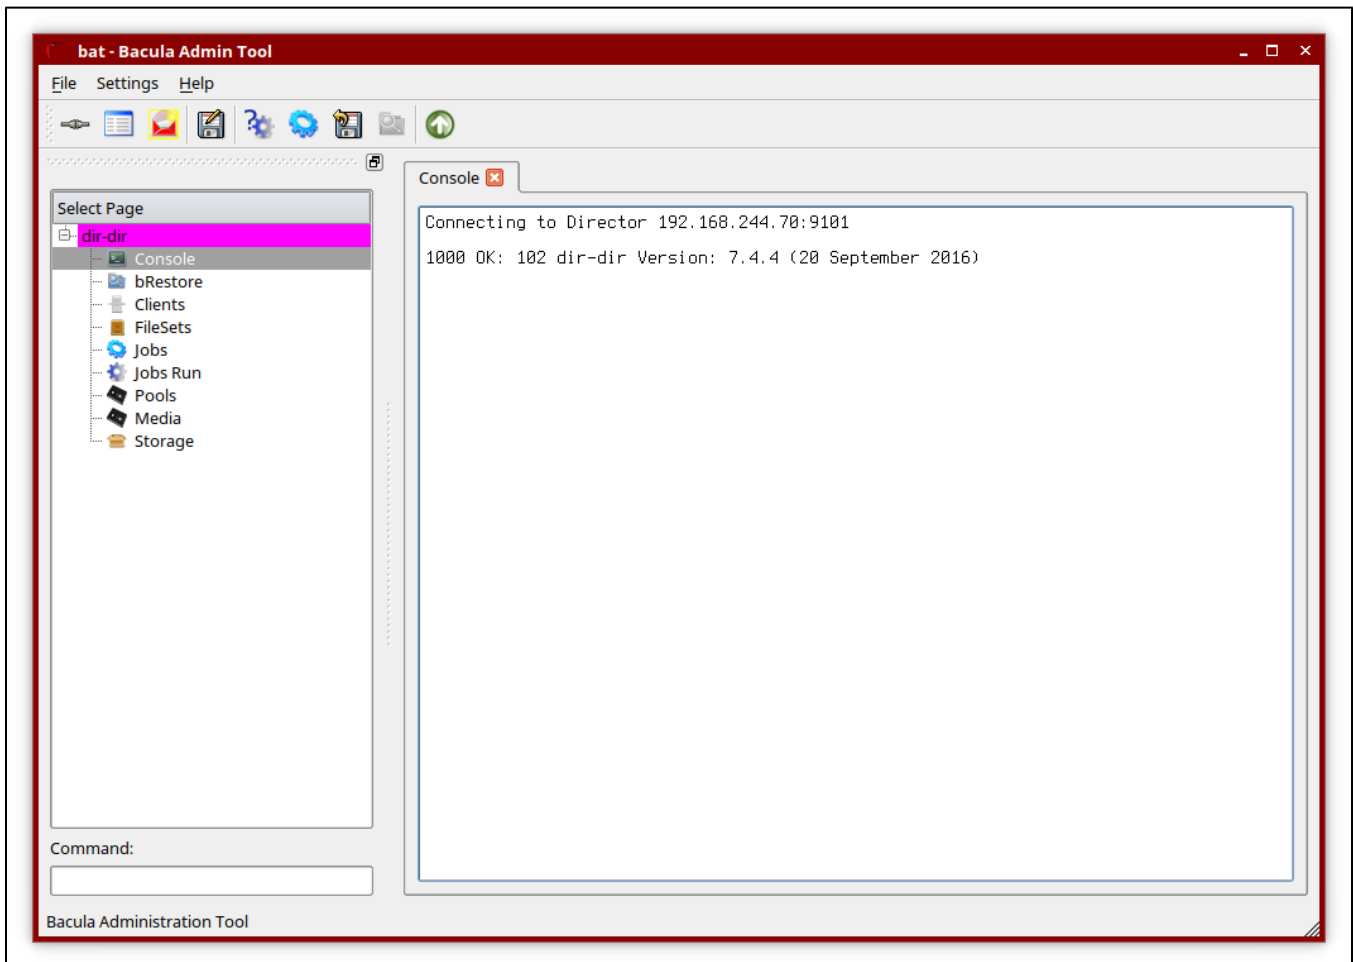 bat - Bacula Admin Tool
File Settings Help
Console
Select Page
dir-dir
Console
bRestore
Clients
FileSets
Jobs
Jobs Run
Pools
Media
Storage
Connecting to Director 192.168.244.70:9101
1000 OK: 102 dir-dir Version: 7.4.4 (20 September 2016)
Command:
Bacula Administration Tool